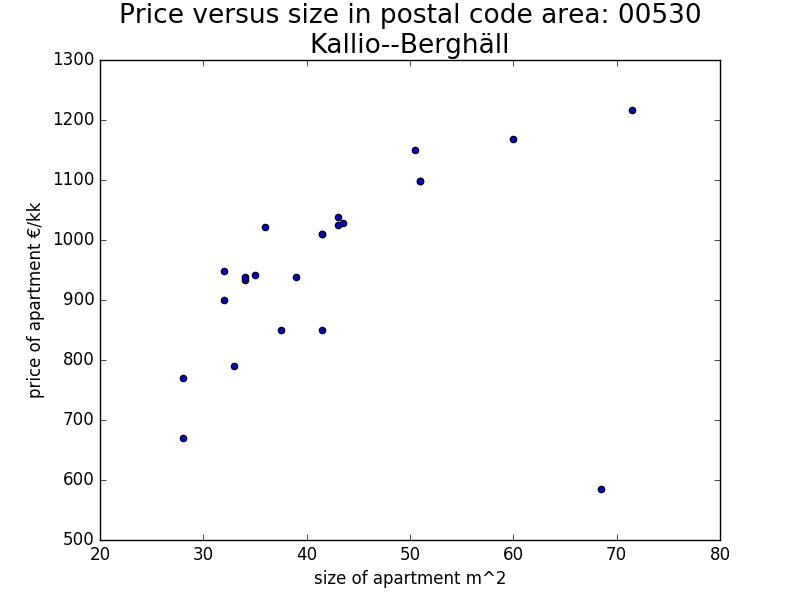 Price versus size in postal code area: 00530
Kallio--Berghäll
1300
1200
1100
1000
900
800
700
600
500
price of apartment €/kk
20 30 40 50 60 70 80
size of apartment m^2